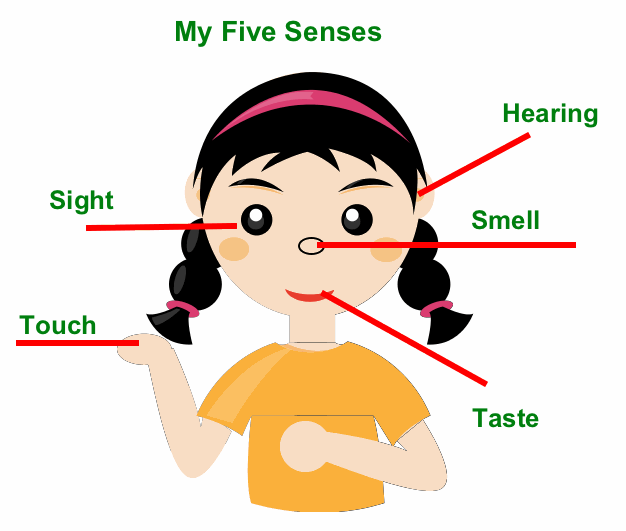 My Five Senses
Hearing
Sight
Smell
Touch
Taste